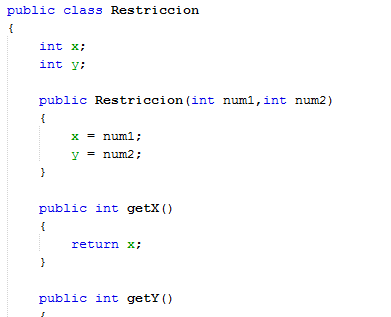 public class Restriccion
{
int x;
int y;
public Restriccion(int num1,int num2)
{
x = num1;
y = num2;
}
public int getX()
{
return x;
}
public int getY()
{